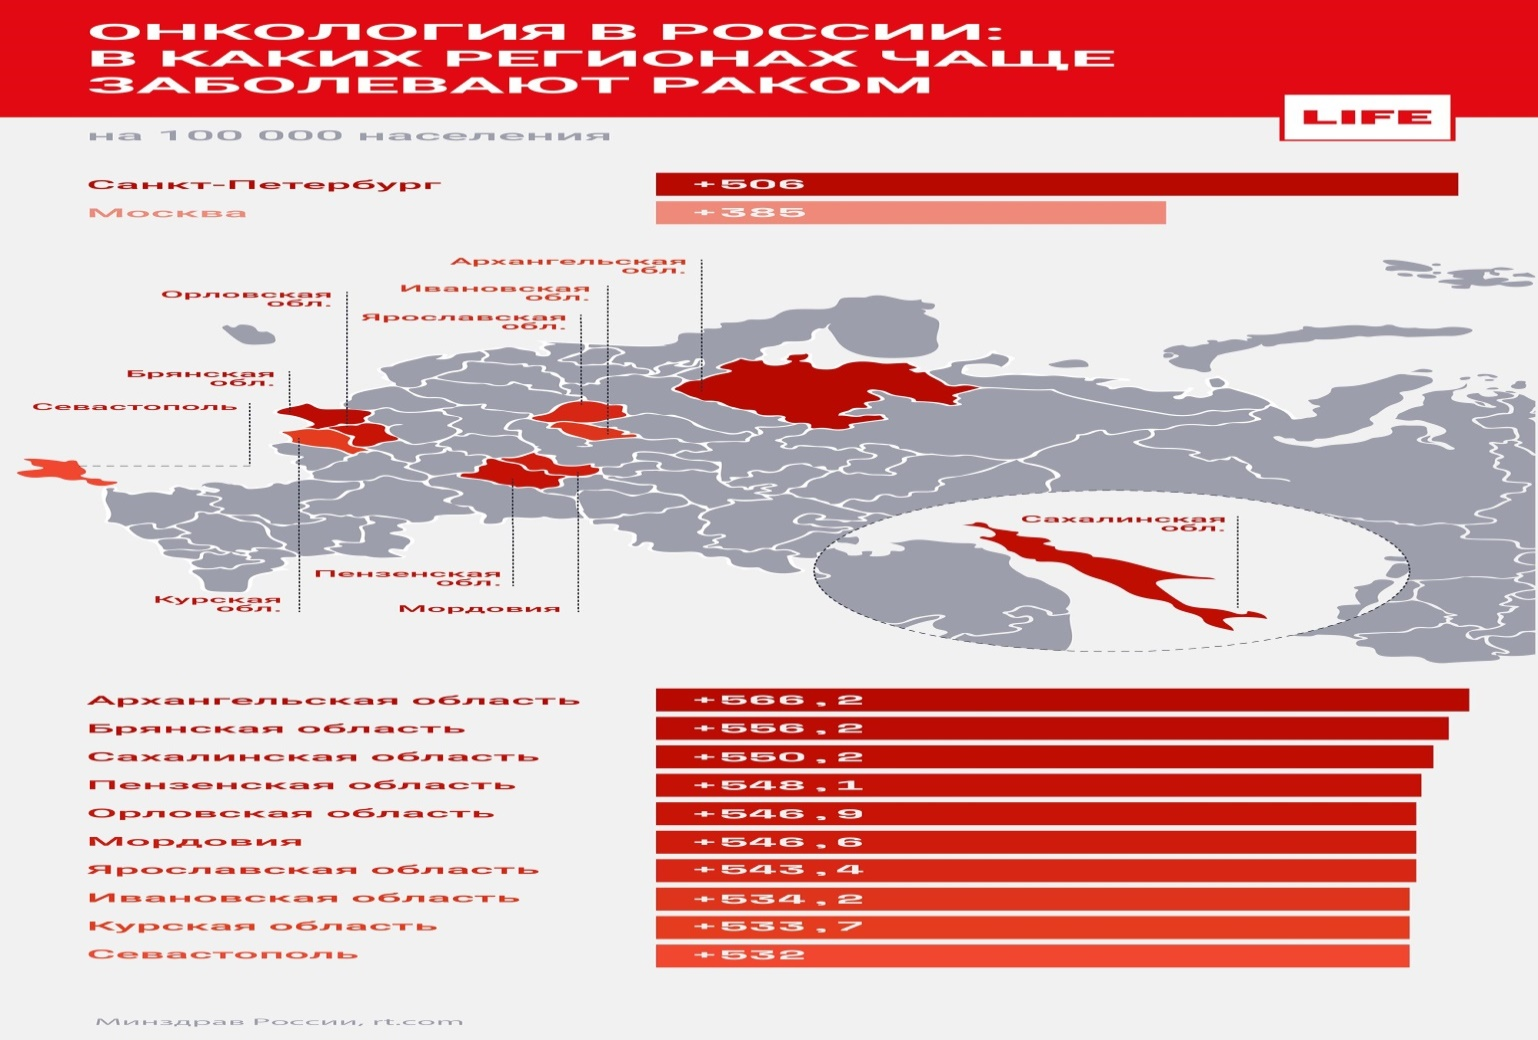 ОНКОЛОГИЯ В РОССИИ:
В КАКИХ РЕГИОНАХ ЧАЩЕ
ЗАБОЛЕВАЮТ РАКОМ
LIFE
на 100 000 населения
Санкт-Петербург +506
Москва +385
Архангельская
обл.
Ивановская
обл.
Орловская
обл.
Ярославская
обл.
Брянская
обл.
Севастополь
Сахалинская
обл.
Пензенская
обл.
Курская
обл.
Мордовия
Архангельская область +566,2
Брянская область +556,2
Сахалинская область +550,2
Пензенская область +548,1
Орловская область +546,9
Мордовия +546,6
Ярославская область +543,4
Ивановская область +534,2
Курская область +533,7
Севастополь +532
Минздрав России, rt.com